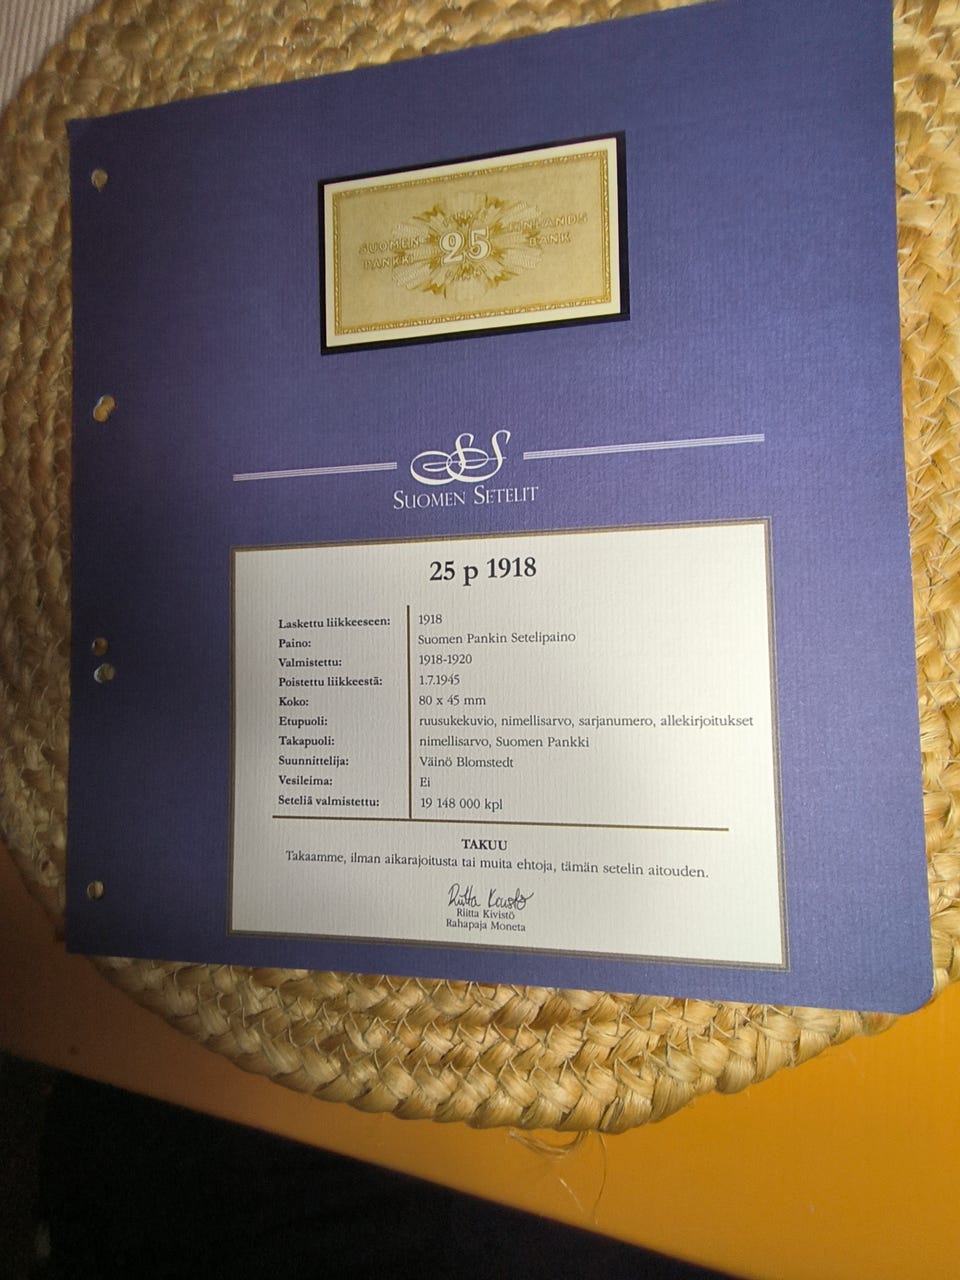 SUOMEN
PANKKI
25
FINLANDS
BANK
SUOMEN SETELIT
25 p 1918
Laskettu liikkeeseen: 1918
Paino: Suomen Pankin Setelipaino
Valmistettu: 1918-1920
Poistettu liikkeestä: 1.7.1945
Koko: 80 x 45 mm
Etupuoli: ruusukekuvio, nimellisarvo, sarjanumero, allekirjoitukset
Takapuoli: nimellisarvo, Suomen Pankki
Suunnittelija: Väinö Blomstedt
Vesileima: Ei
Seteliä valmistettu: 19 148 000 kpl
TAKUU
Takaamme, ilman aikarajoitusta tai muita ehtoja, tämän setelin aitouden.
Riitta Kivistö
Rahapaja Moneta